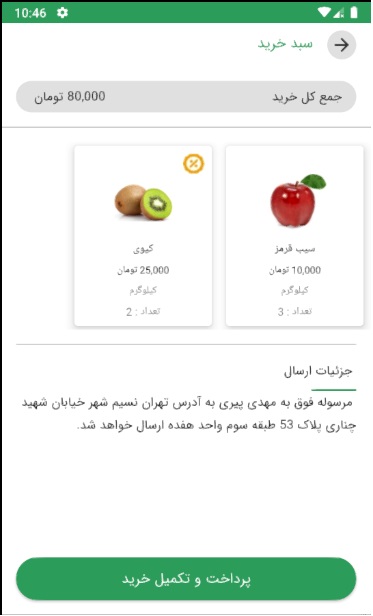 10:46
سبد خرید
جمع کل خرید 80,000 تومان
سیب قرمز
10,000 تومان
کیلوگرم
تعداد : 3
کیوی
25,000 تومان
کیلوگرم
تعداد : 2
جزئیات ارسال
مرسوله فوق به مهدی پیری به آدرس تهران نسیم شهر خیابان شهید
چناری پلاک 53 طبقه سوم واحد هفده ارسال خواهد شد.
پرداخت و تکمیل خرید